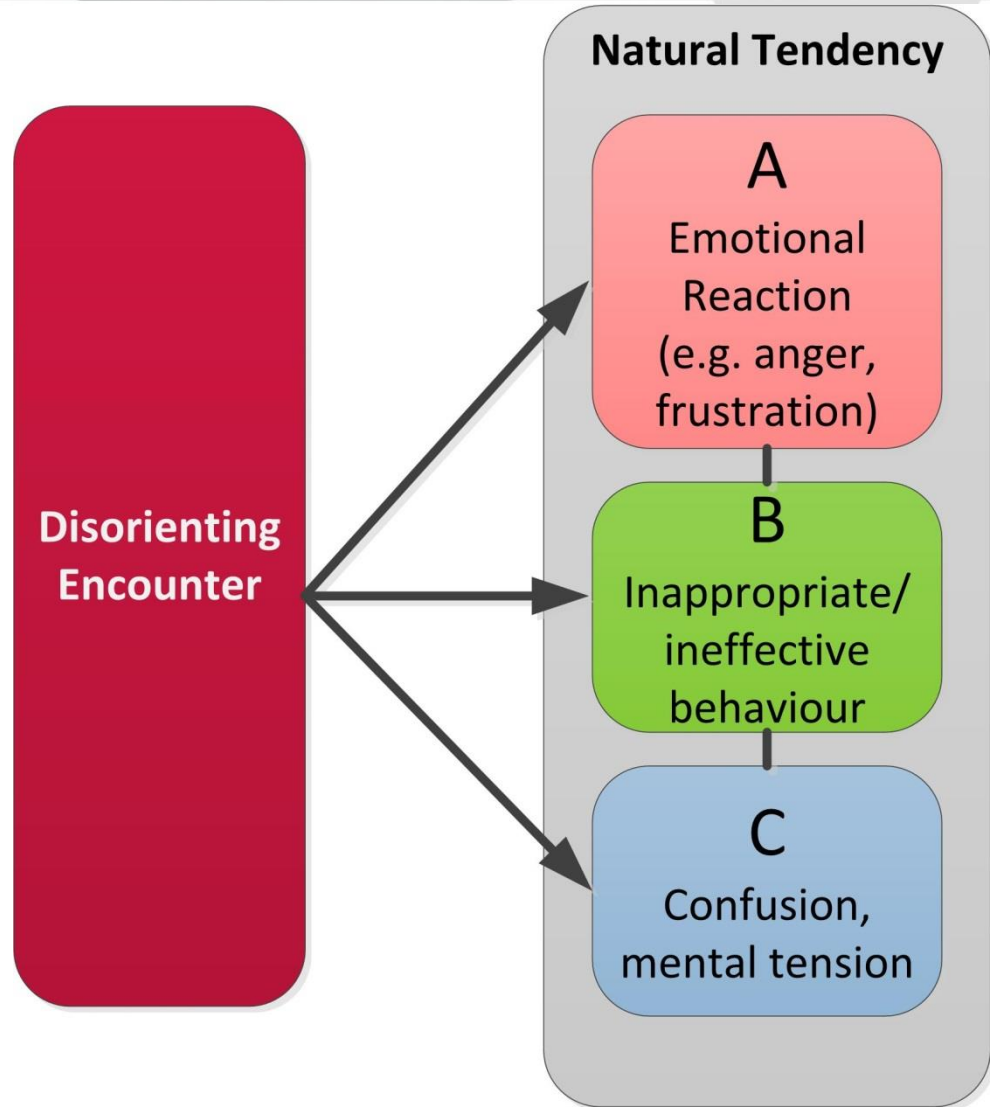 Natural Tendency
Disorienting
Encounter
A
Emotional
Reaction
(e.g. anger,
frustration)
B
Inappropriate/
ineffective
behaviour
C
Confusion,
mental tension